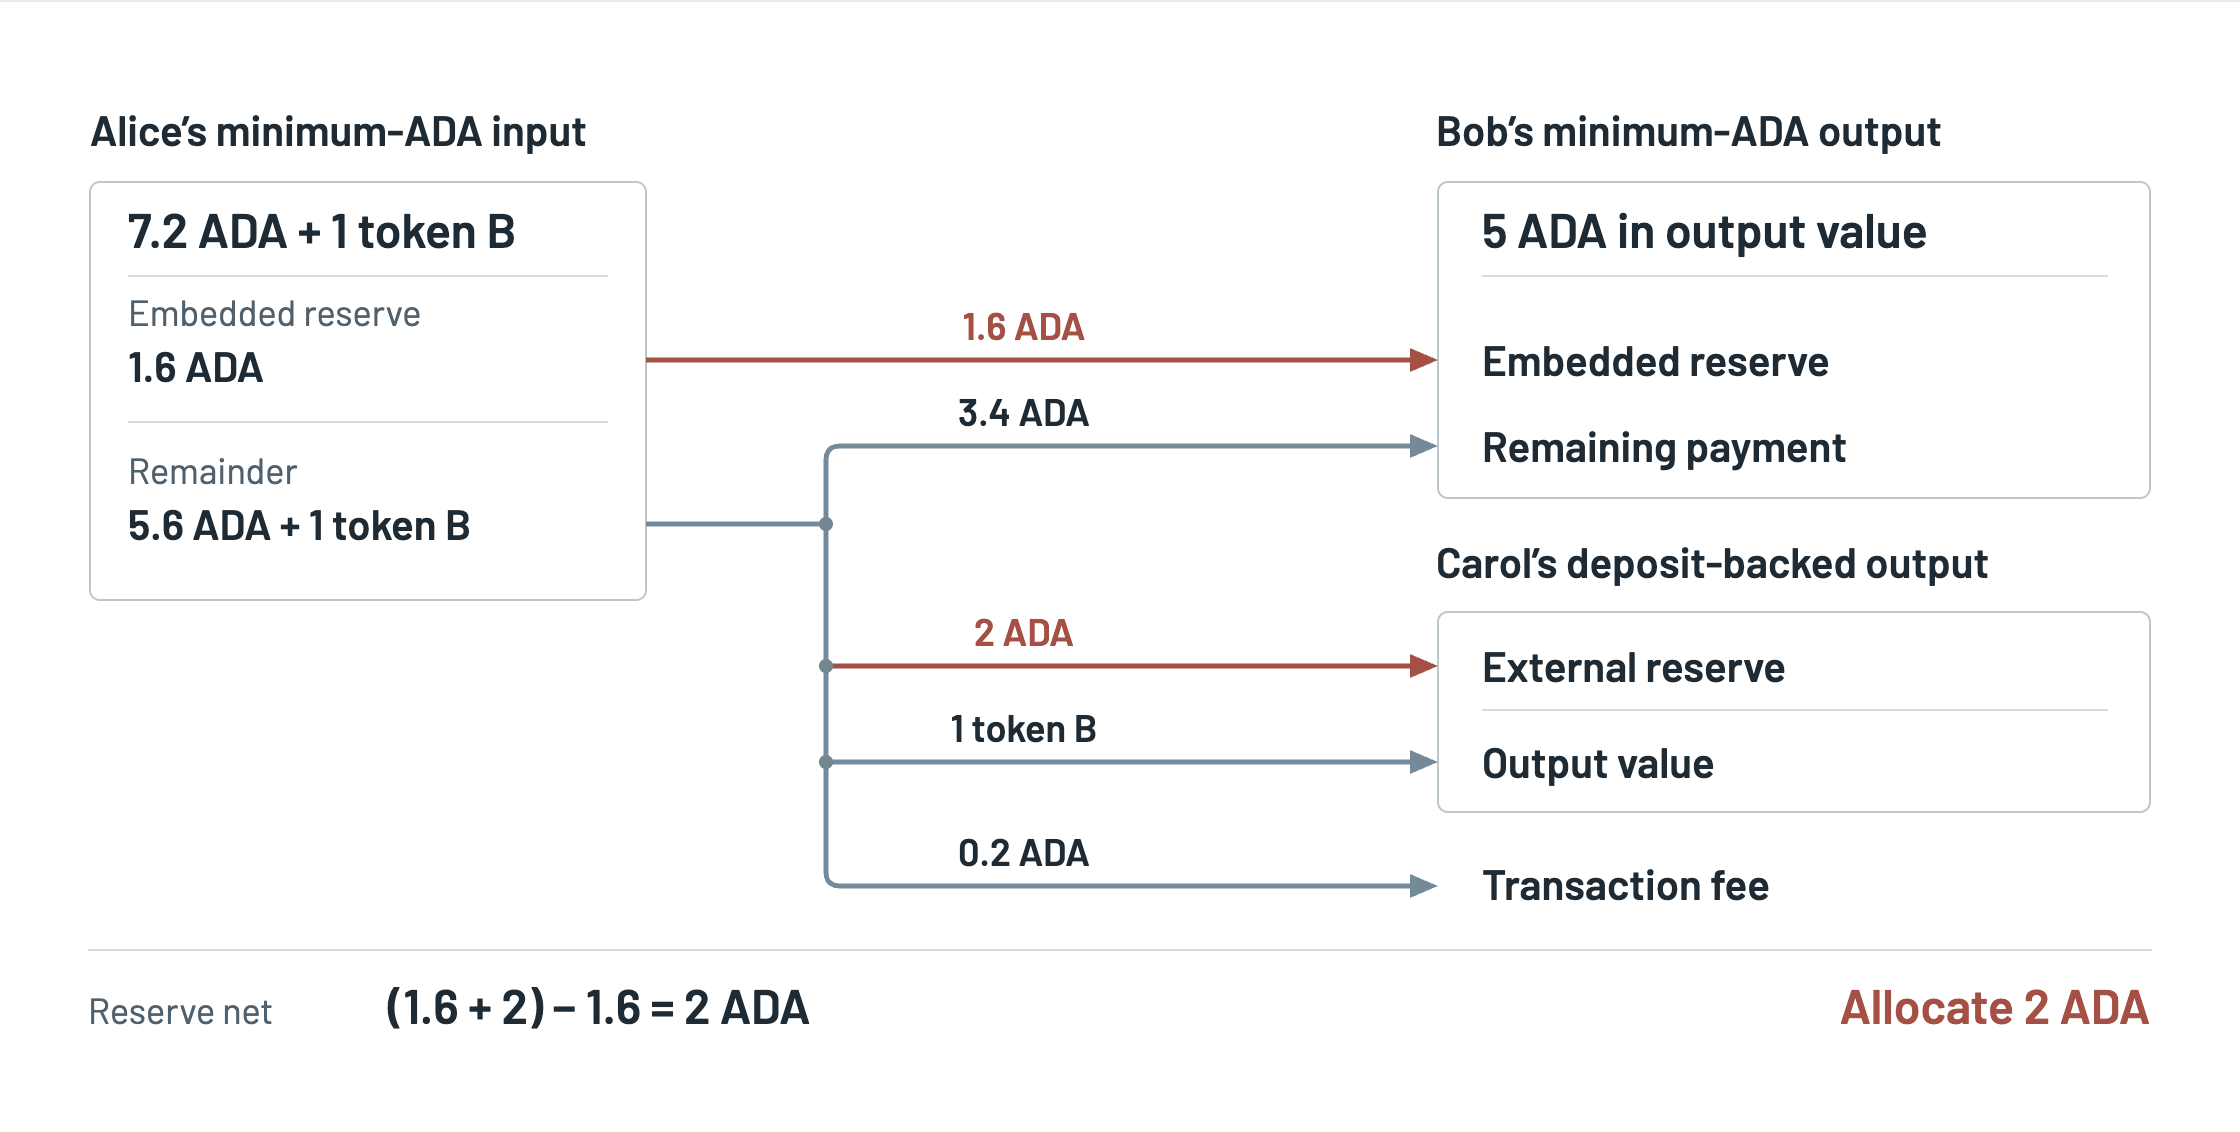 Alice’s minimum-ADA input
7.2 ADA + 1 token B
Embedded reserve
1.6 ADA
Remainder
5.6 ADA + 1 token B
1.6 ADA
3.4 ADA
2 ADA
1 token B
0.2 ADA
Bob’s minimum-ADA output
5 ADA in output value
Embedded reserve
Remaining payment
Carol’s deposit-backed output
External reserve
Output value
Transaction fee
Reserve net
(1.6 + 2) – 1.6 = 2 ADA
Allocate 2 ADA